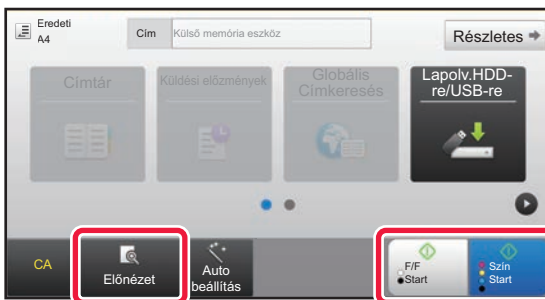 Eredeti
A4
Cím
Külső memória eszköz
Részletes
Címtár
Küldési előzmények
Globális
Címkeresés
Lapolv.HDD-
re/USB-re
CA
Előnézet
Auto
beállítás
F/F
Start
Szín
Start